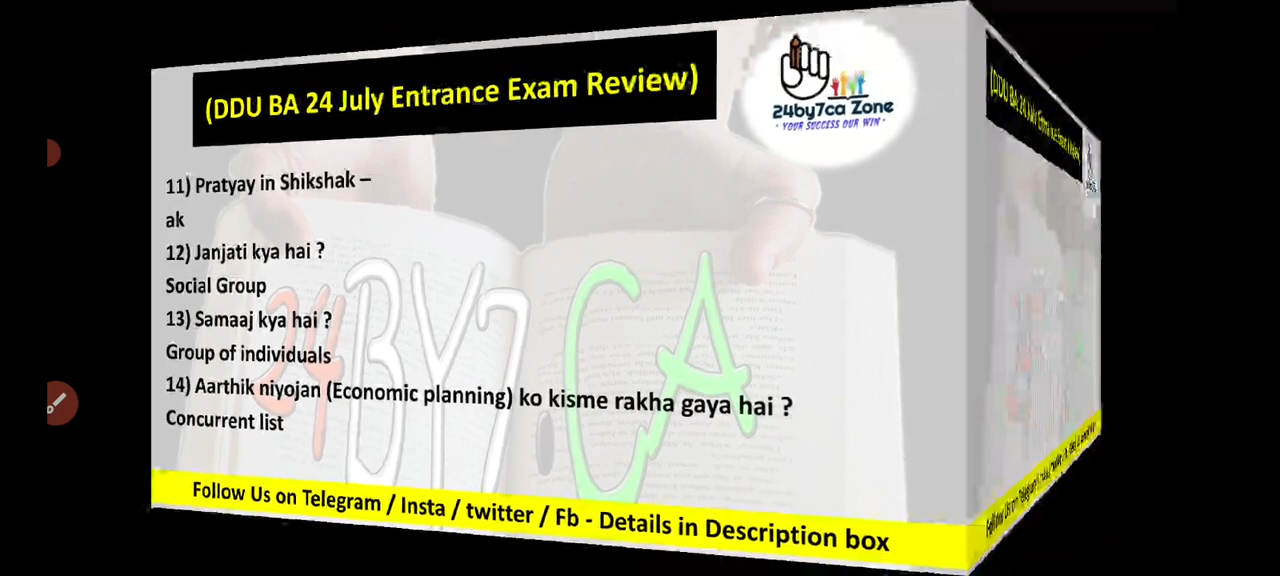 (DDU BA 24 July Entrance Exam Review)
24by7ca Zone
• YOUR SUCCESS OUR WIN •
11) Pratyay in Shikshak –
ak
12) Janjati kya hai ?
Social Group
13) Samaaj kya hai ?
Group of individuals
14) Aarthik niyojan (Economic planning) ko kisme rakha gaya hai ?
Concurrent list
24BY7.CA
Follow Us on Telegram / Insta / twitter / Fb - Details in Description box